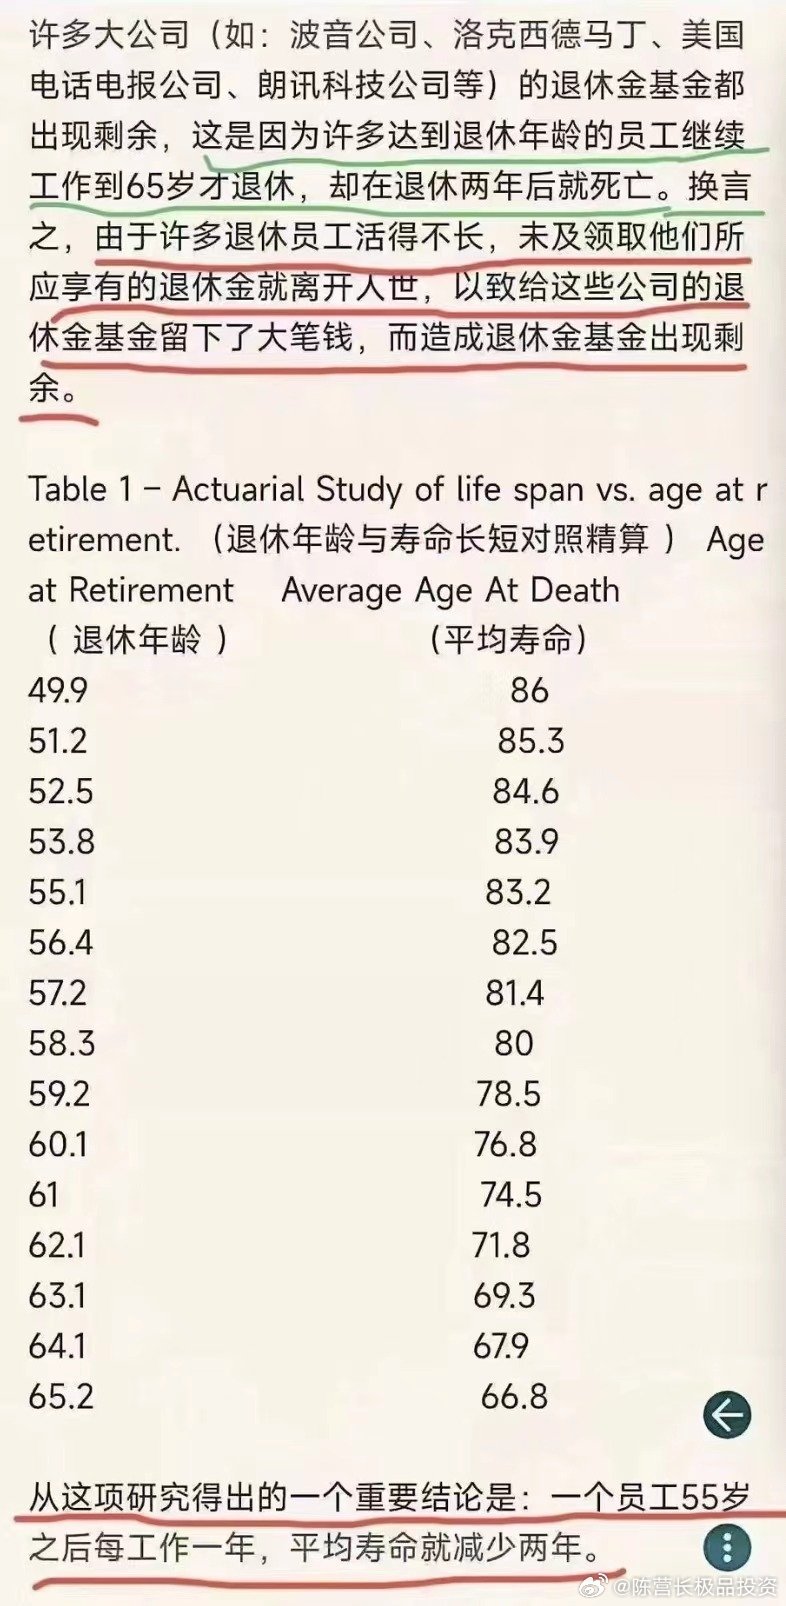 许多大公司（如：波音公司、洛克西德马丁、美国
电话电报公司、朗讯科技公司等）的退休金基金都
出现剩余，这是因为许多达到退休年龄的员工继续
工作到65岁才退休，却在退休两年后就死亡。换言
之，由于许多退休员工活得不长，未及领取他们所
应享有的退休金就离开人世，以致给这些公司的退
休金基金留下了大笔钱，而造成退休金基金出现剩
余。
Table 1 – Actuarial Study of life span vs. age at r
etirement. （退休年龄与寿命长短对照精算 ） Age
at Retirement Average Age At Death
（ 退休年龄 ） （平均寿命）
49.9 86
51.2 85.3
52.5 84.6
53.8 83.9
55.1 83.2
56.4 82.5
57.2 81.4
58.3 80
59.2 78.5
60.1 76.8
61 74.5
62.1 71.8
63.1 69.3
64.1 67.9
65.2 66.8
从这项研究得出的一个重要结论是：一个员工55岁
之后每工作一年，平均寿命就减少两年。
@陈营长极品投资